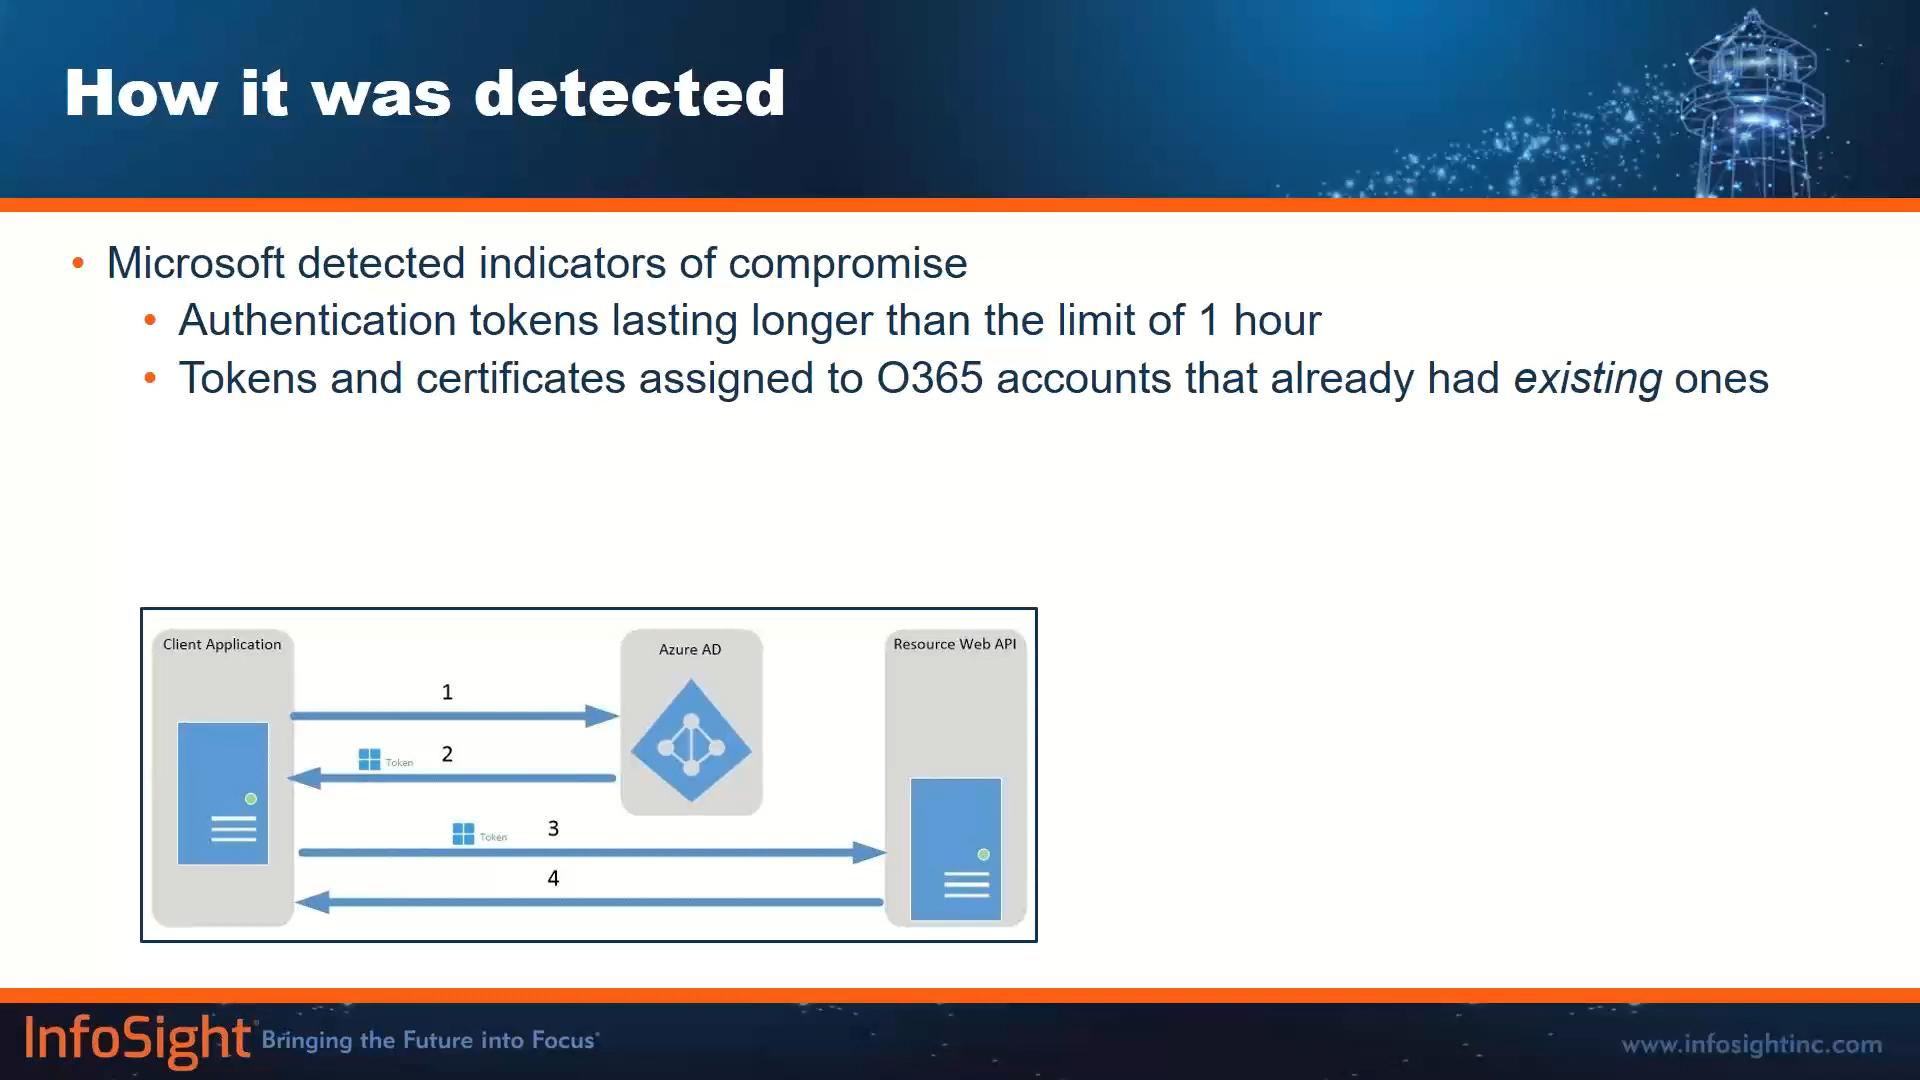 How it was detected
• Microsoft detected indicators of compromise
• Authentication tokens lasting longer than the limit of 1 hour
• Tokens and certificates assigned to O365 accounts that already had existing ones
Client Application
Azure AD
Resource Web API
1
Token 2
Token 3
4
InfoSight® Bringing the Future into Focus®
www.infosightinc.com